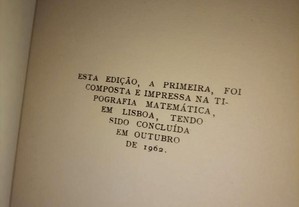 ESTA EDIÇÃO, A PRIMEIRA, FOI
COMPOSTA E IMPRESSA NA TI-
POGRAFIA MATEMÁTICA,
EM LISBOA, TENDO
SIDO CONCLUÍDA
EM OUTUBRO
DE 1962.